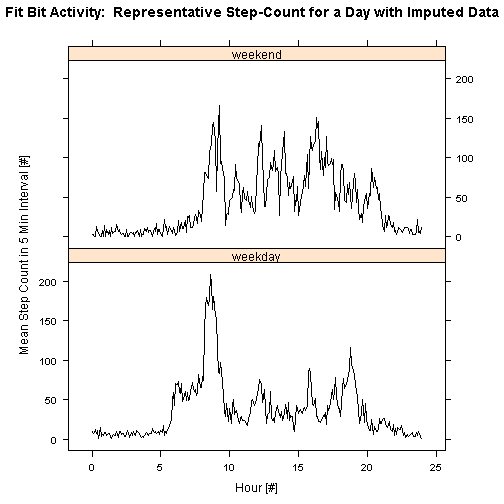 Fit Bit Activity:  Representative Step-Count for a Day with Imputed Data
weekend
200
150
100
50
0
weekday
200
150
100
50
0
Mean Step Count in 5 Min Interval [#]
0 5 10 15 20 25
Hour [#]